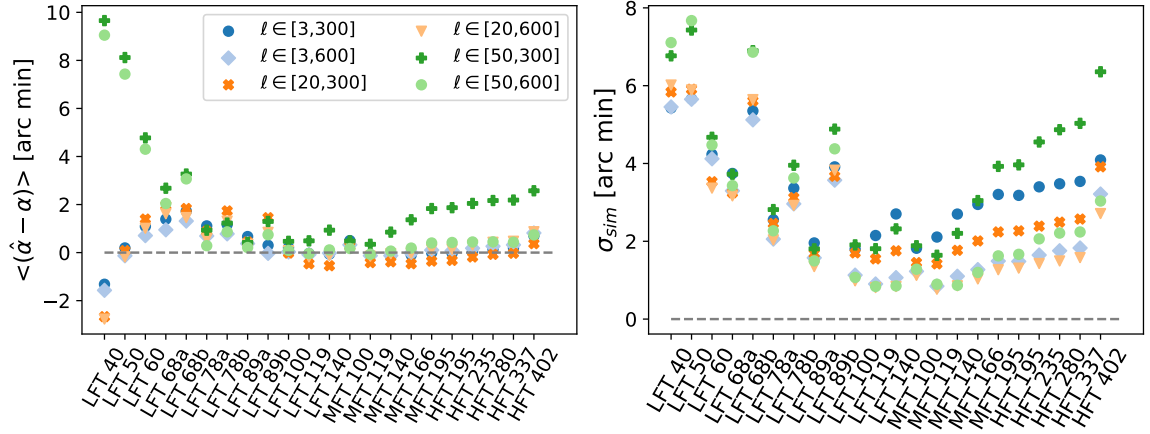 <(α̂ − α)> [arc min]
10
8
6
4
2
0
−2
ℓ ∈ [3,300]
ℓ ∈ [3,600]
ℓ ∈ [20,300]
ℓ ∈ [20,600]
ℓ ∈ [50,300]
ℓ ∈ [50,600]
LFT 40
LFT 50
LFT 60
LFT 68a
LFT 68b
LFT 78a
LFT 78b
LFT 89a
LFT 89b
LFT 100
LFT 119
LFT 140
MFT 100
MFT 119
MFT 140
MFT 166
MFT 195
HFT 195
HFT 235
HFT 280
HFT 337
HFT 402
σsim [arc min]
8
6
4
2
0
LFT 40
LFT 50
LFT 60
LFT 68a
LFT 68b
LFT 78a
LFT 78b
LFT 89a
LFT 89b
LFT 100
LFT 119
LFT 140
MFT 100
MFT 119
MFT 140
MFT 166
MFT 195
HFT 195
HFT 235
HFT 280
HFT 337
HFT 402